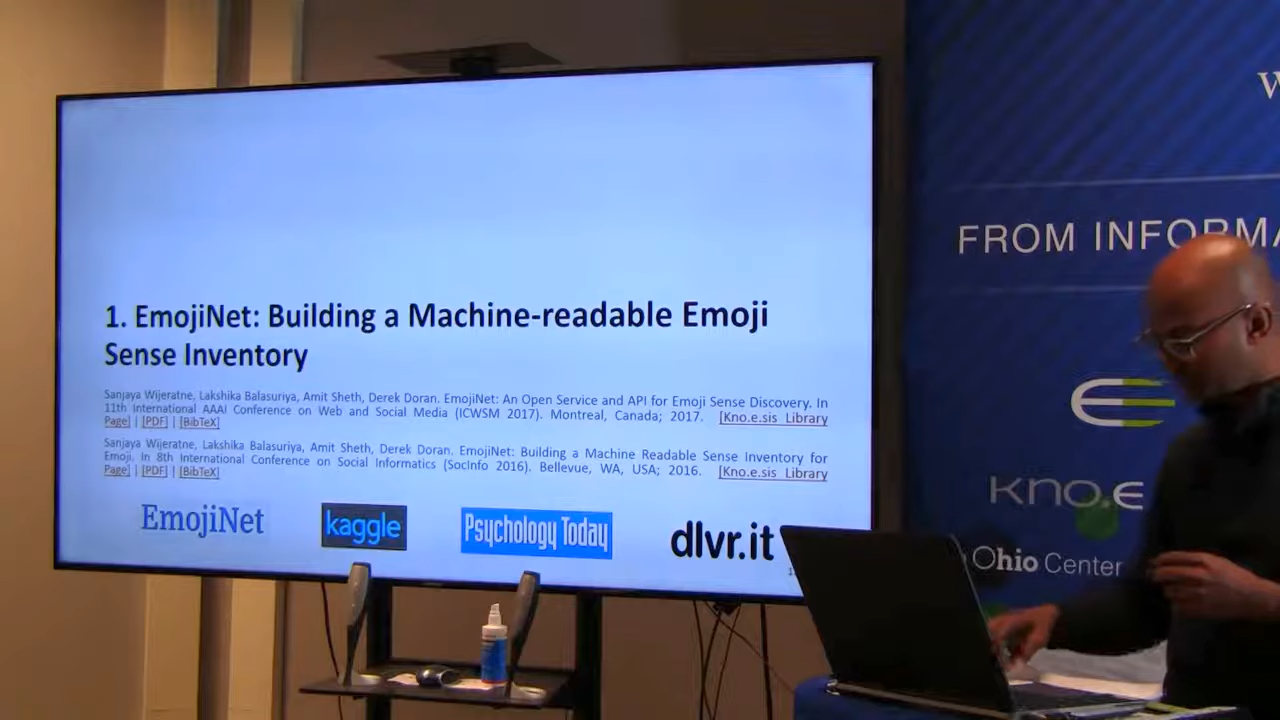 1. EmojiNet: Building a Machine-readable Emoji
Sense Inventory
Sanjaya Wijeratne, Lakshika Balasuriya, Amit Sheth, Derek Doran. EmojiNet: An Open Service and API for Emoji Sense Discovery. In
11th International AAAI Conference on Web and Social Media (ICWSM 2017). Montreal, Canada; 2017. [Kno.e.sis Library
Page] | [PDF] | [BibTeX]
Sanjaya Wijeratne, Lakshika Balasuriya, Amit Sheth, Derek Doran. EmojiNet: Building a Machine Readable Sense Inventory for
Emoji. In 8th International Conference on Social Informatics (SocInfo 2016). Bellevue, WA, USA; 2016. [Kno.e.sis Library
Page] | [PDF] | [BibTeX]
EmojiNet
kaggle
Psychology Today
dlvr.it
W
FROM INFORMA
kno.e
Ohio Center